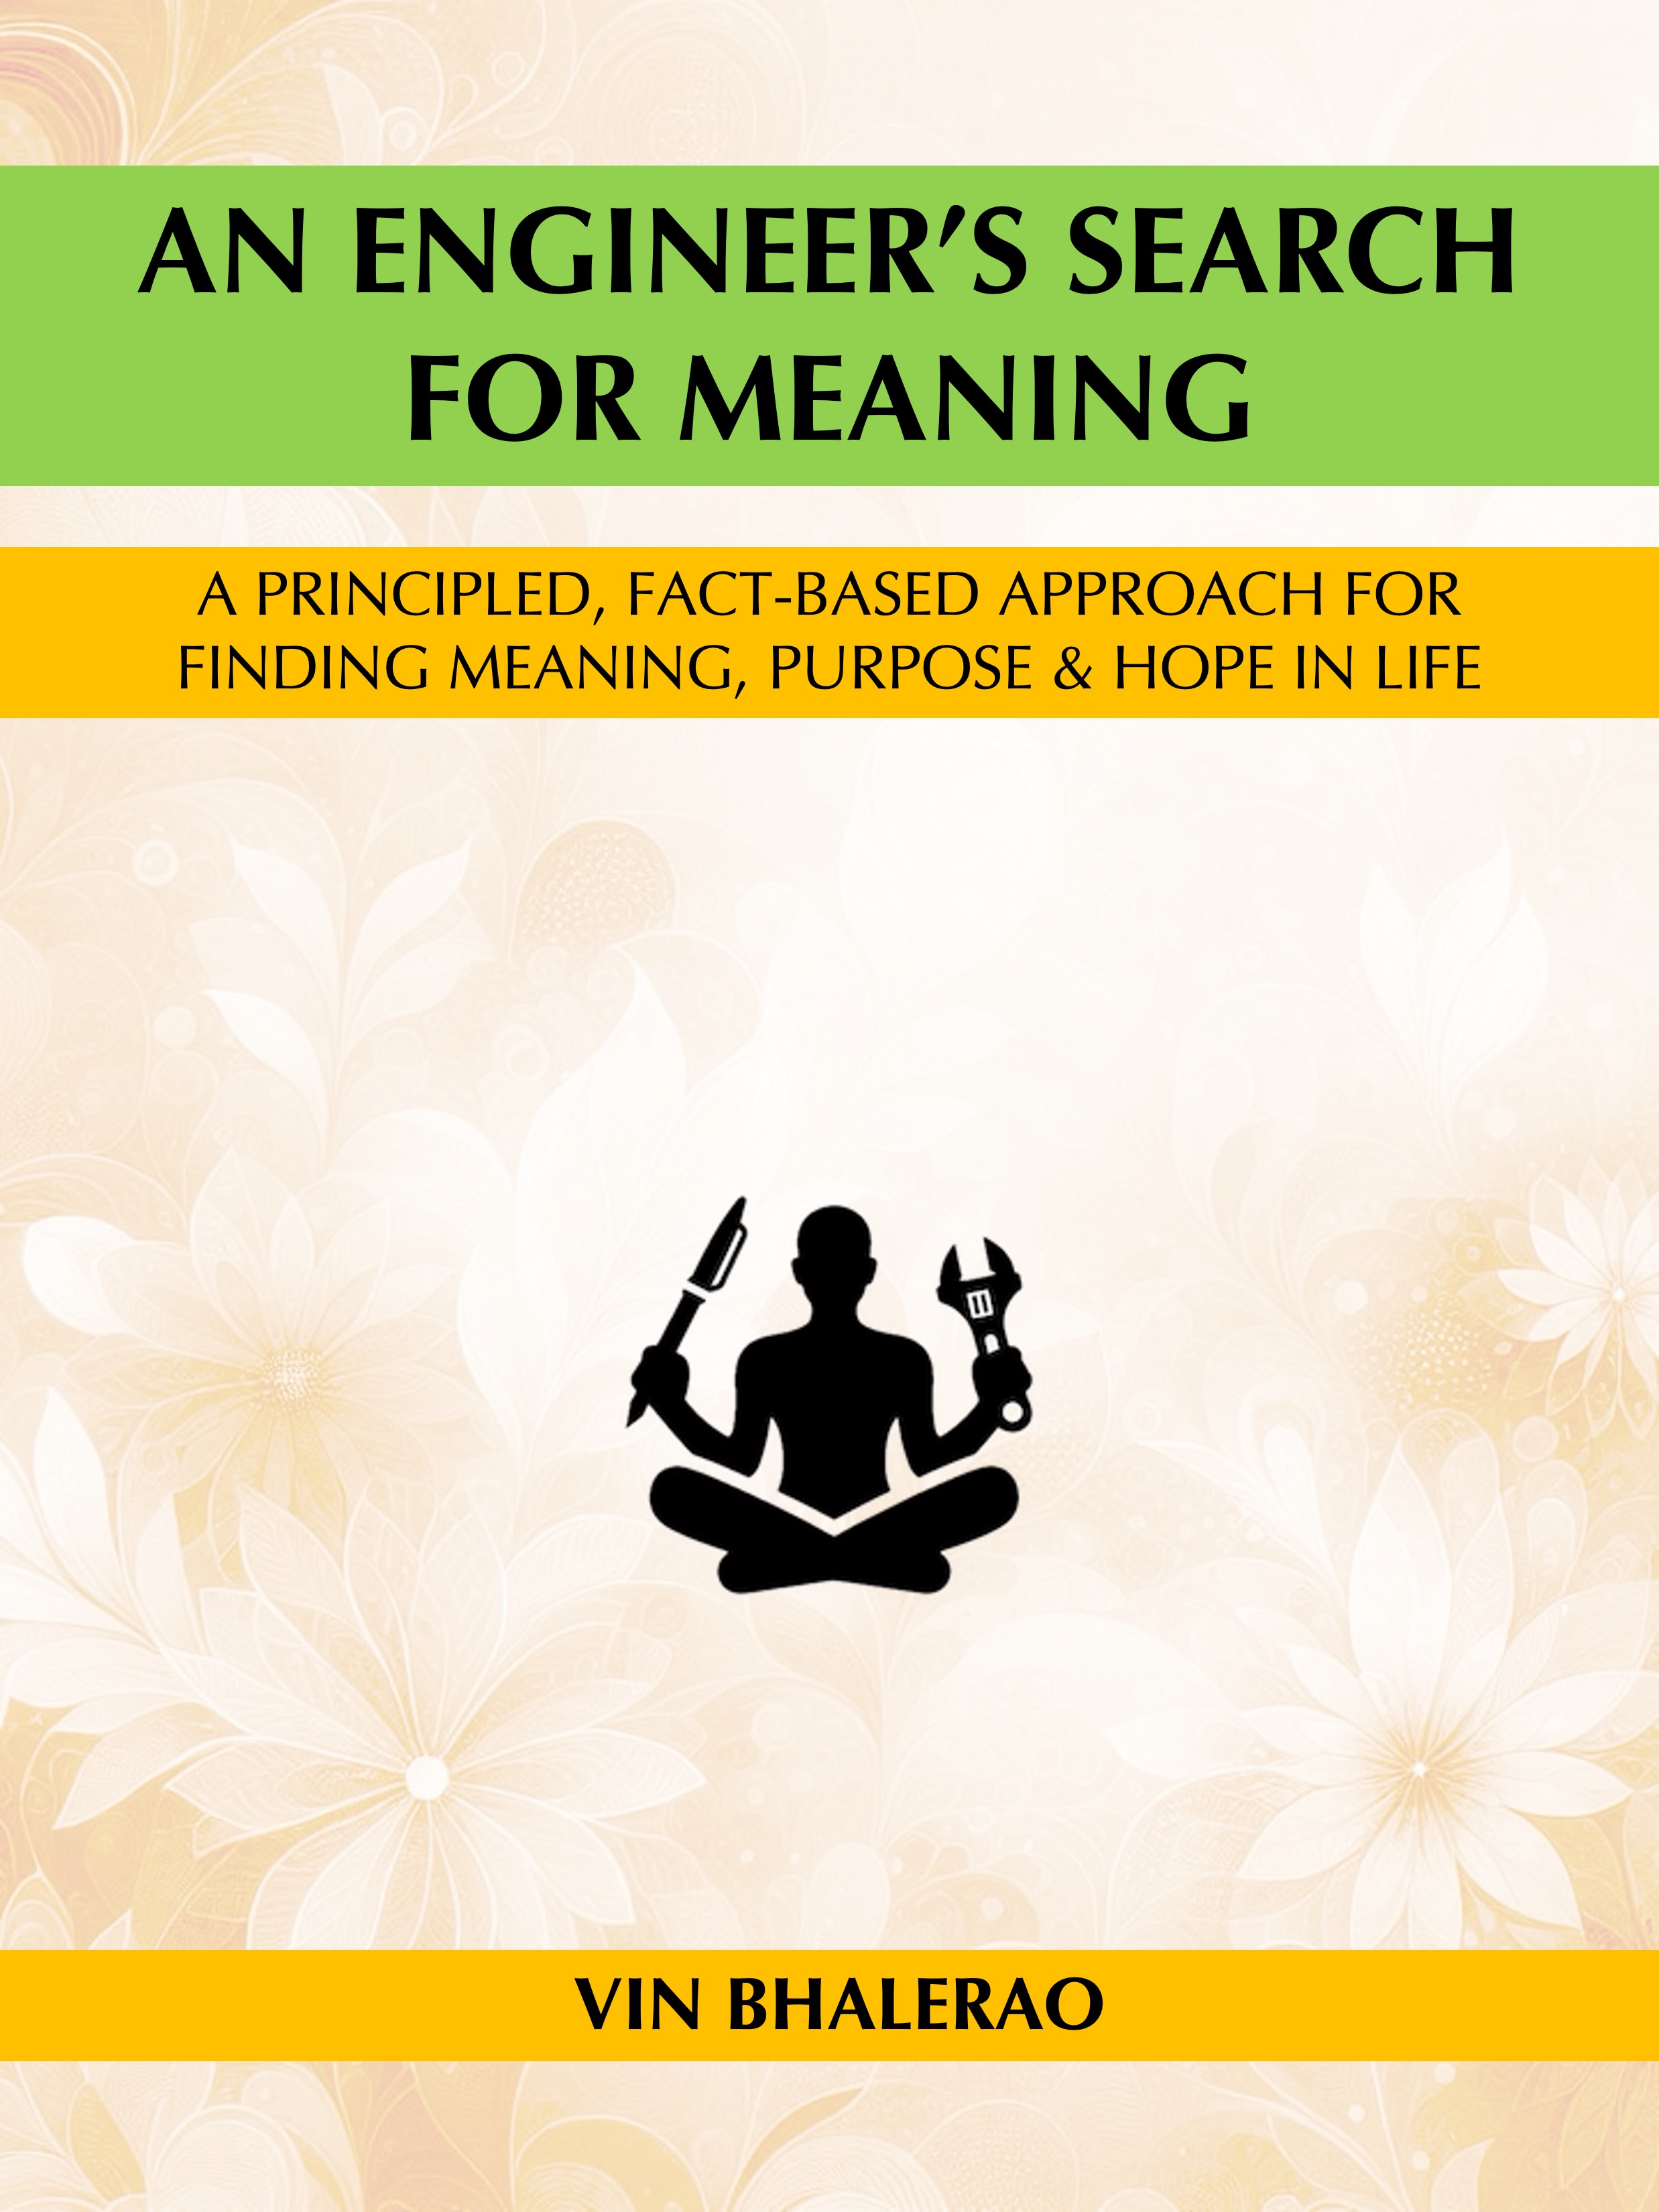 AN ENGINEER’S SEARCH
FOR MEANING
A PRINCIPLED, FACT-BASED APPROACH FOR
FINDING MEANING, PURPOSE & HOPE IN LIFE
VIN BHALERAO